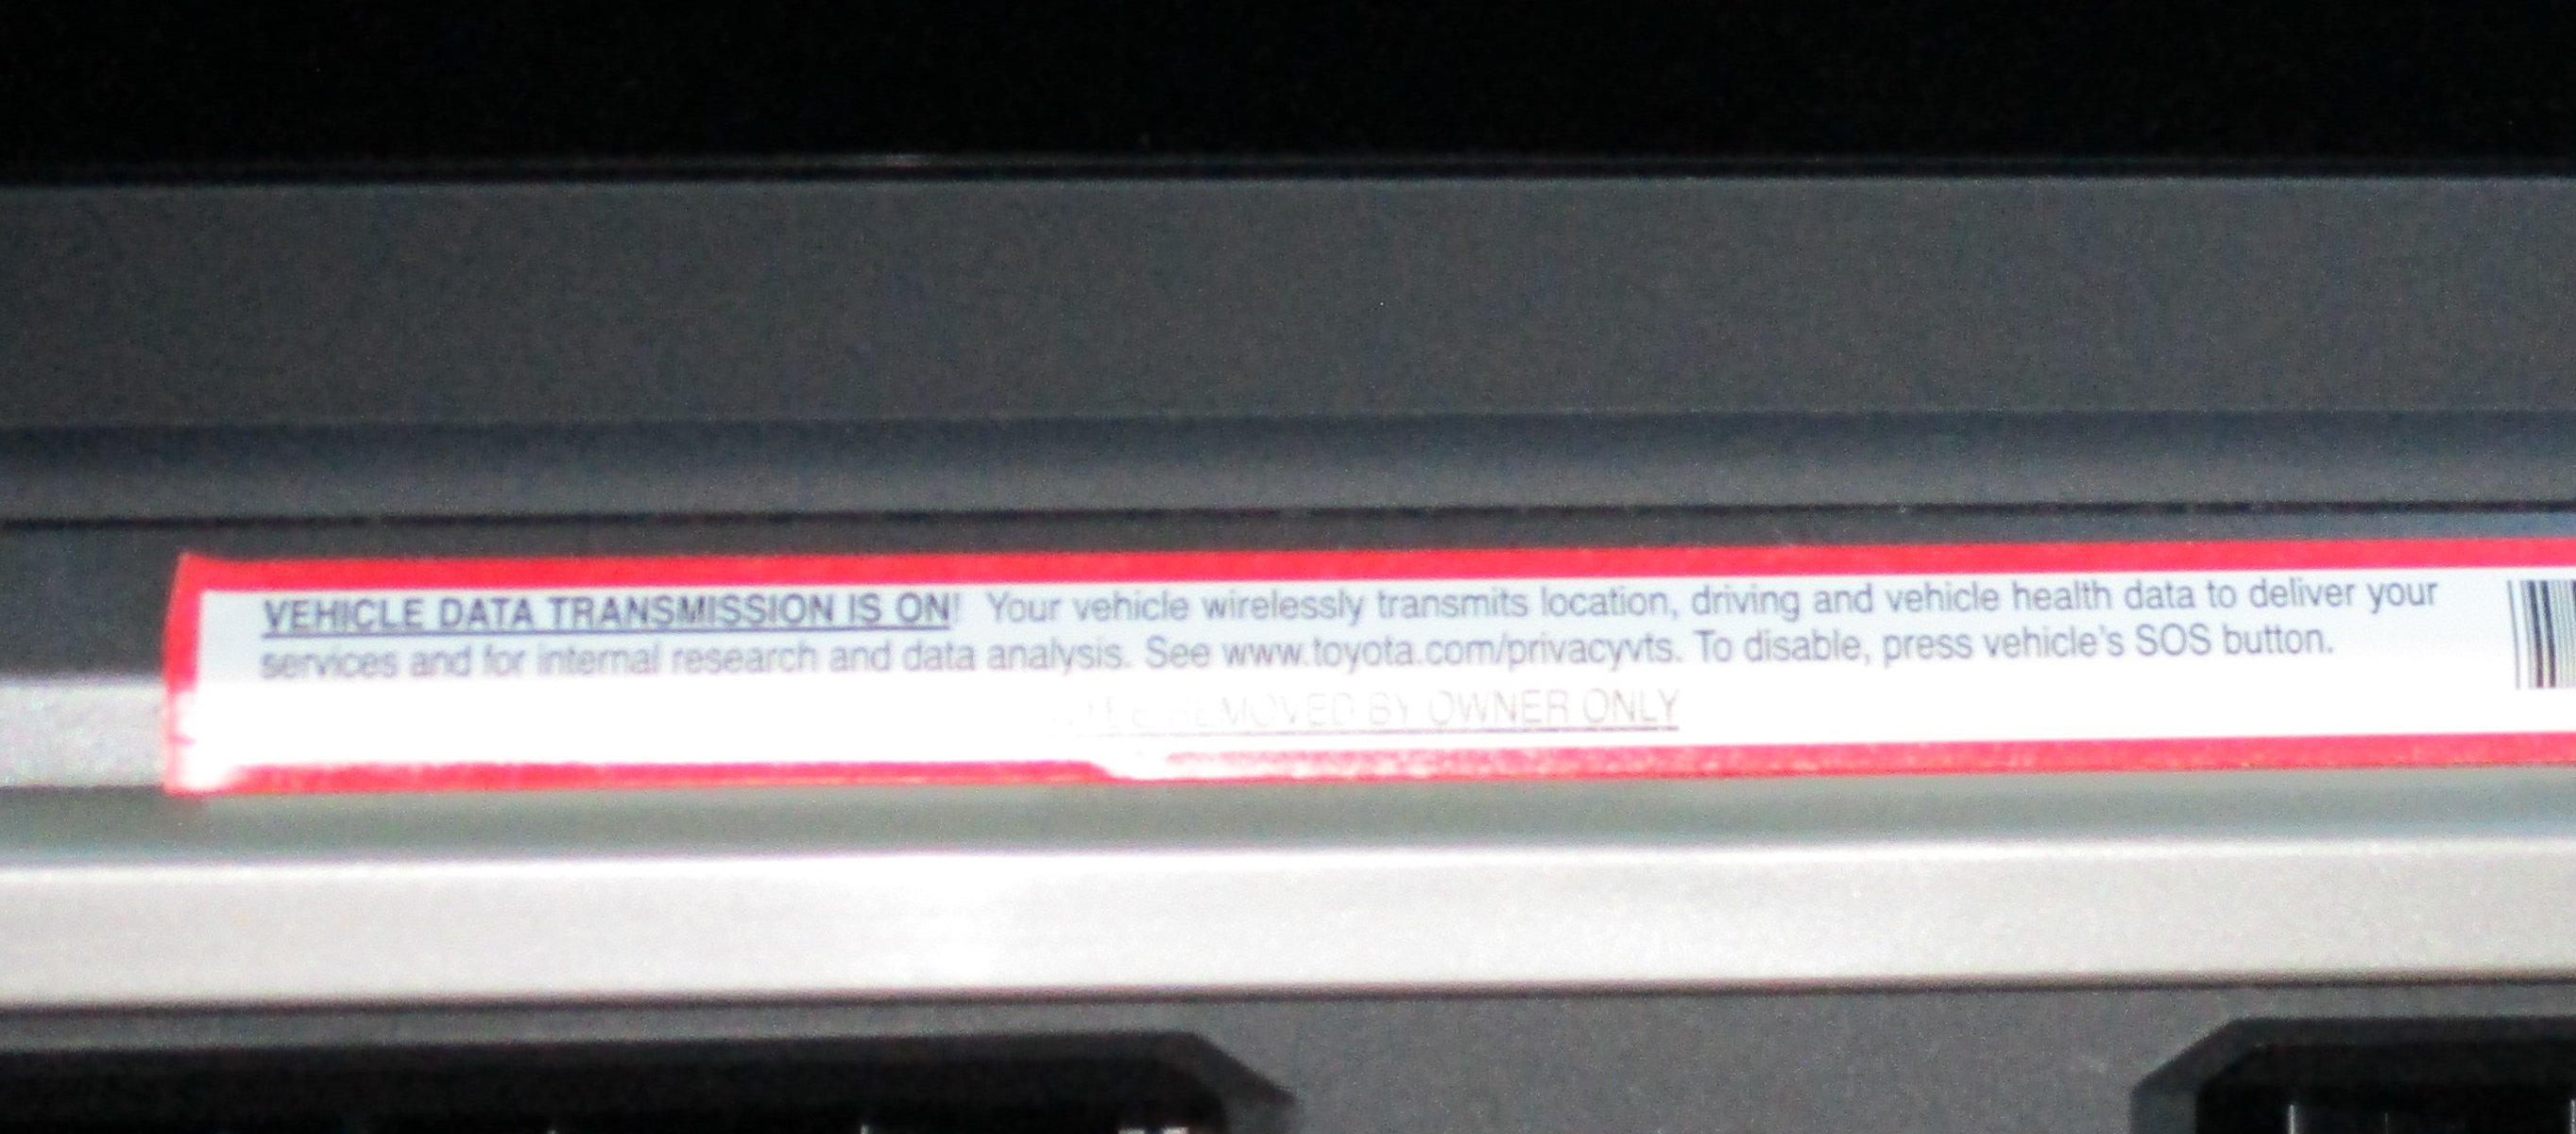 VEHICLE DATA TRANSMISSION IS ON! Your vehicle wirelessly transmits location, driving and vehicle health data to deliver your
services and for internal research and data analysis. See www.toyota.com/privacyvts. To disable, press vehicle's SOS button.
REMOVED BY OWNER ONLY